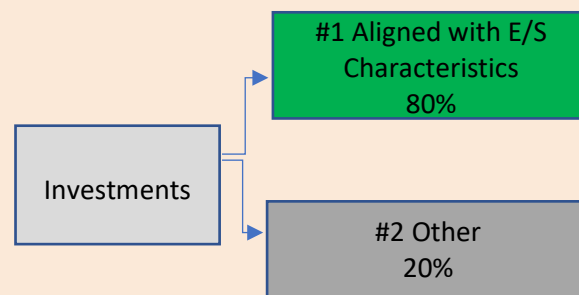 #1 Aligned with E/S
Characteristics
80%
Investments
#2 Other
20%